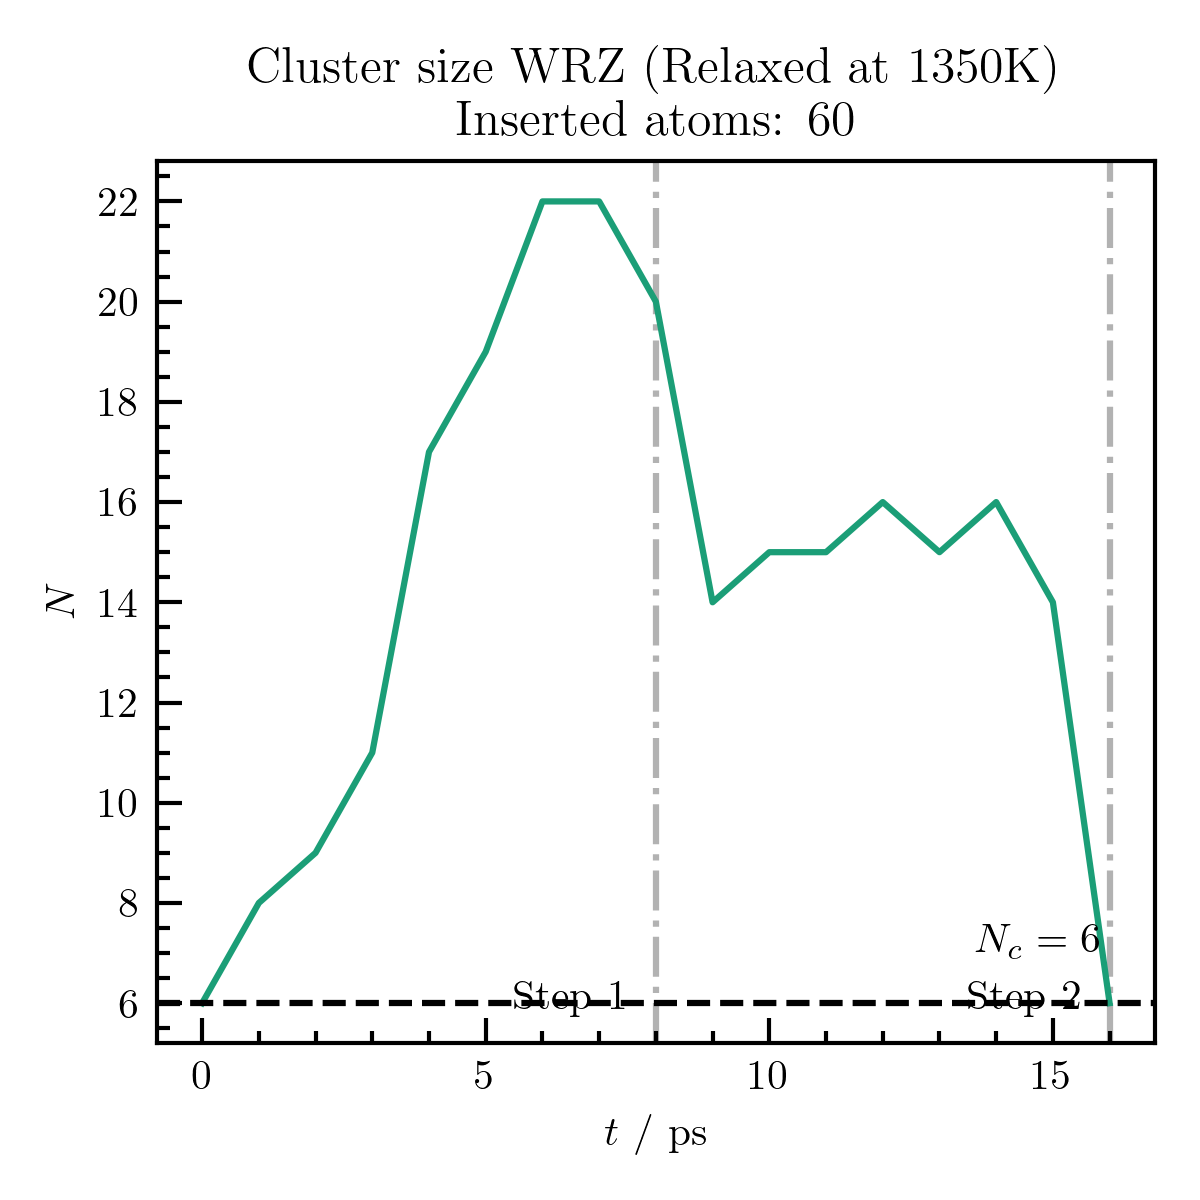 Cluster size WRZ (Relaxed at 1350K)
Inserted atoms: 60
22
20
18
16
14
12
10
8
6
N
N_c = 6
Step 1
Step 2
0
5
10
15
t / ps